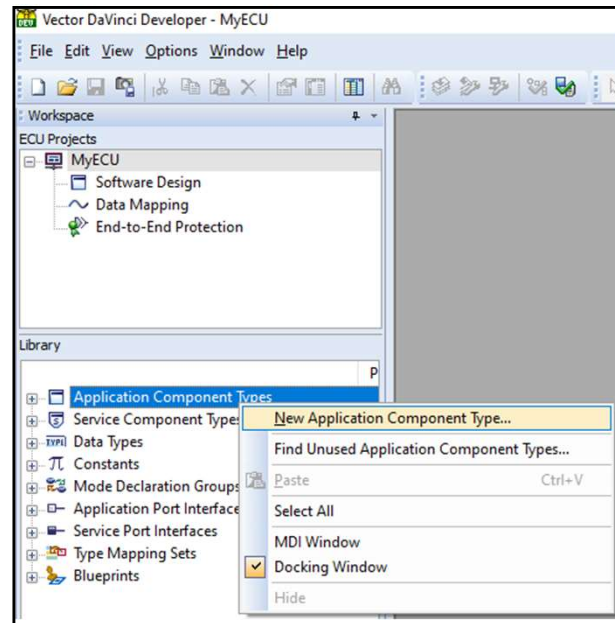 Vector DaVinci Developer - MyECU
File Edit View Options Window Help
Workspace
ECU Projects
MyECU
Software Design
Data Mapping
End-to-End Protection
Library
P
Application Component Types
Service Component Types
Data Types
Constants
Mode Declaration Groups
Application Port Interface
Service Port Interfaces
Type Mapping Sets
Blueprints
New Application Component Type...
Find Unused Application Component Types...
Paste Ctrl+V
Select All
MDI Window
Docking Window
Hide